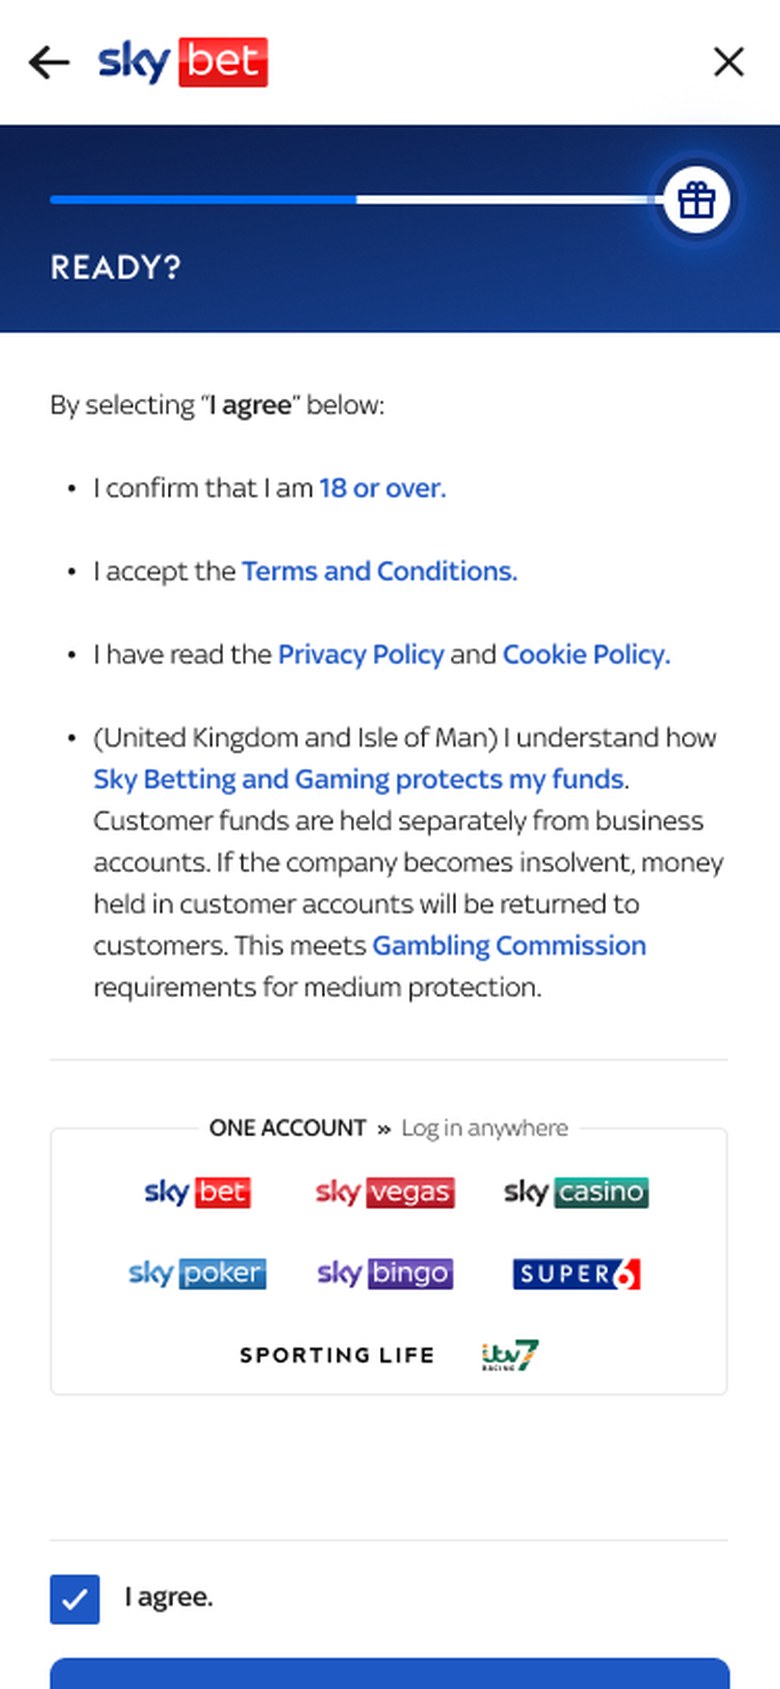 sky bet
READY?
By selecting “I agree” below:
• I confirm that I am 18 or over.
• I accept the Terms and Conditions.
• I have read the Privacy Policy and Cookie Policy.
• (United Kingdom and Isle of Man) I understand how
Sky Betting and Gaming protects my funds.
Customer funds are held separately from business
accounts. If the company becomes insolvent, money
held in customer accounts will be returned to
customers. This meets Gambling Commission
requirements for medium protection.
ONE ACCOUNT » Log in anywhere
sky bet sky vegas sky casino
sky poker sky bingo SUPER6
SPORTING LIFE itv7 RACING
I agree.